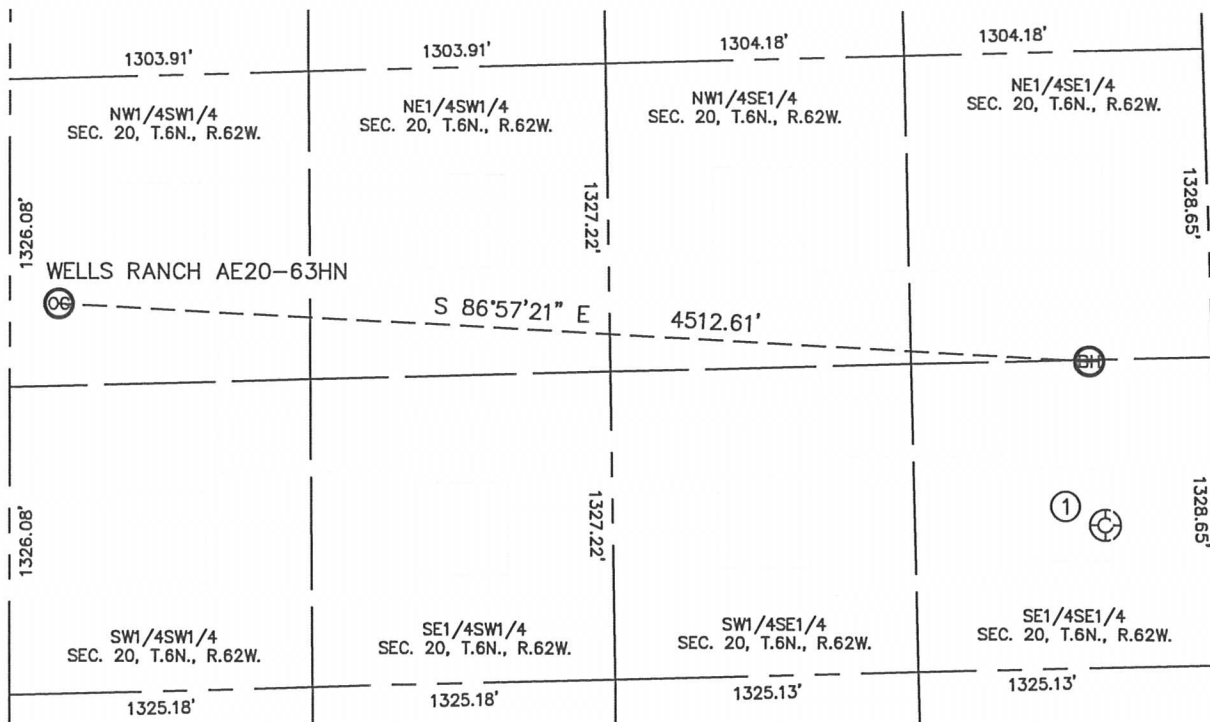 1303.91'
1303.91'
1304.18'
1304.18'
NW1/4SW1/4
SEC. 20, T.6N., R.62W.
NE1/4SW1/4
SEC. 20, T.6N., R.62W.
NW1/4SE1/4
SEC. 20, T.6N., R.62W.
NE1/4SE1/4
SEC. 20, T.6N., R.62W.
1326.08'
1327.22'
1328.65'
WELLS RANCH AE20-63HN
OG
S 86°57'21" E
4512.61'
BH
1326.08'
1327.22'
1328.65'
1
C
SW1/4SW1/4
SEC. 20, T.6N., R.62W.
SE1/4SW1/4
SEC. 20, T.6N., R.62W.
SW1/4SE1/4
SEC. 20, T.6N., R.62W.
SE1/4SE1/4
SEC. 20, T.6N., R.62W.
1325.18'
1325.18'
1325.13'
1325.13'